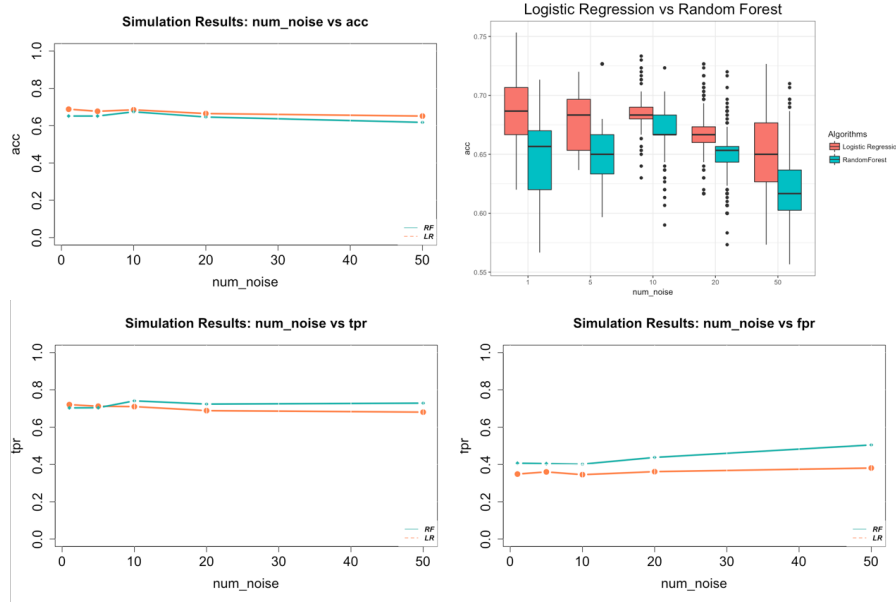 Simulation Results: num_noise vs acc
acc
0.0 0.2 0.4 0.6 0.8 1.0
0 10 20 30 40 50
num_noise
RF
LR
Logistic Regression vs Random Forest
acc
0.75
0.70
0.65
0.60
0.55
1 5 10 20 50
num_noise
Algorithms
Logistic Regressio
RandomForest
Simulation Results: num_noise vs tpr
tpr
0.0 0.2 0.4 0.6 0.8 1.0
0 10 20 30 40 50
num_noise
RF
LR
Simulation Results: num_noise vs fpr
fpr
0.0 0.2 0.4 0.6 0.8 1.0
0 10 20 30 40 50
num_noise
RF
LR